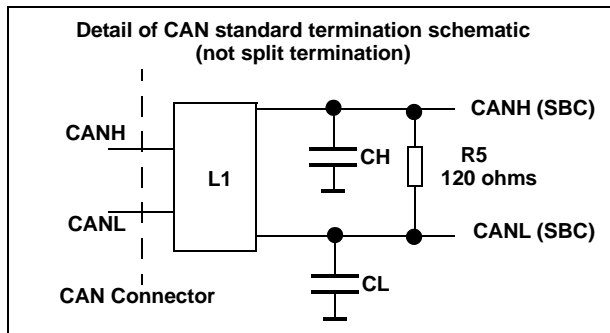 Detail of CAN standard termination schematic
(not split termination)
CANH (SBC)
CANH
CH
R5
120 ohms
L1
CANL
CANL (SBC)
CL
CAN Connector